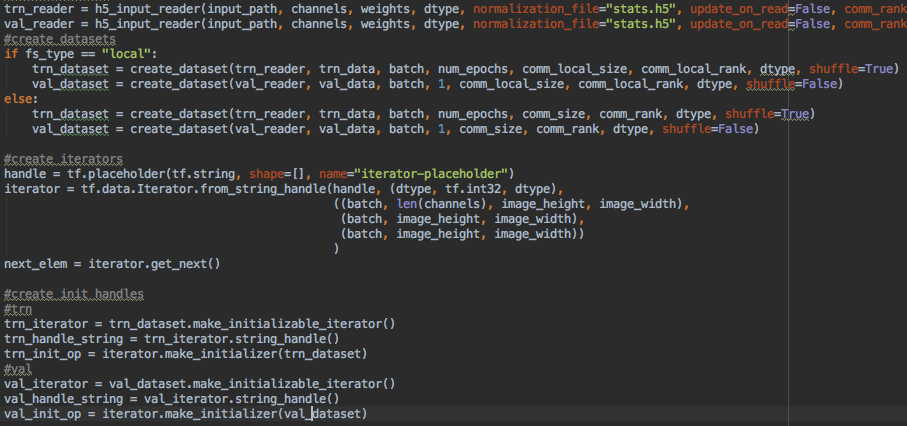 trn_reader = h5_input_reader(input_path, channels, weights, dtype, normalization_file="stats.h5", update_on_read=False, comm_rank
val_reader = h5_input_reader(input_path, channels, weights, dtype, normalization_file="stats.h5", update_on_read=False, comm_rank
#create datasets
if fs_type == "local":
    trn_dataset = create_dataset(trn_reader, trn_data, batch, num_epochs, comm_local_size, comm_local_rank, dtype, shuffle=True)
    val_dataset = create_dataset(val_reader, val_data, batch, 1, comm_local_size, comm_local_rank, dtype, shuffle=False)
else:
    trn_dataset = create_dataset(trn_reader, trn_data, batch, num_epochs, comm_size, comm_rank, dtype, shuffle=True)
    val_dataset = create_dataset(val_reader, val_data, batch, 1, comm_size, comm_rank, dtype, shuffle=False)
#create iterators
handle = tf.placeholder(tf.string, shape=[], name="iterator-placeholder")
iterator = tf.data.Iterator.from_string_handle(handle, (dtype, tf.int32, dtype),
                                               ((batch, len(channels), image_height, image_width),
                                                (batch, image_height, image_width),
                                                (batch, image_height, image_width))
                                               )
next_elem = iterator.get_next()
#create init handles
#trn
trn_iterator = trn_dataset.make_initializable_iterator()
trn_handle_string = trn_iterator.string_handle()
trn_init_op = iterator.make_initializer(trn_dataset)
#val
val_iterator = val_dataset.make_initializable_iterator()
val_handle_string = val_iterator.string_handle()
val_init_op = iterator.make_initializer(val_dataset)